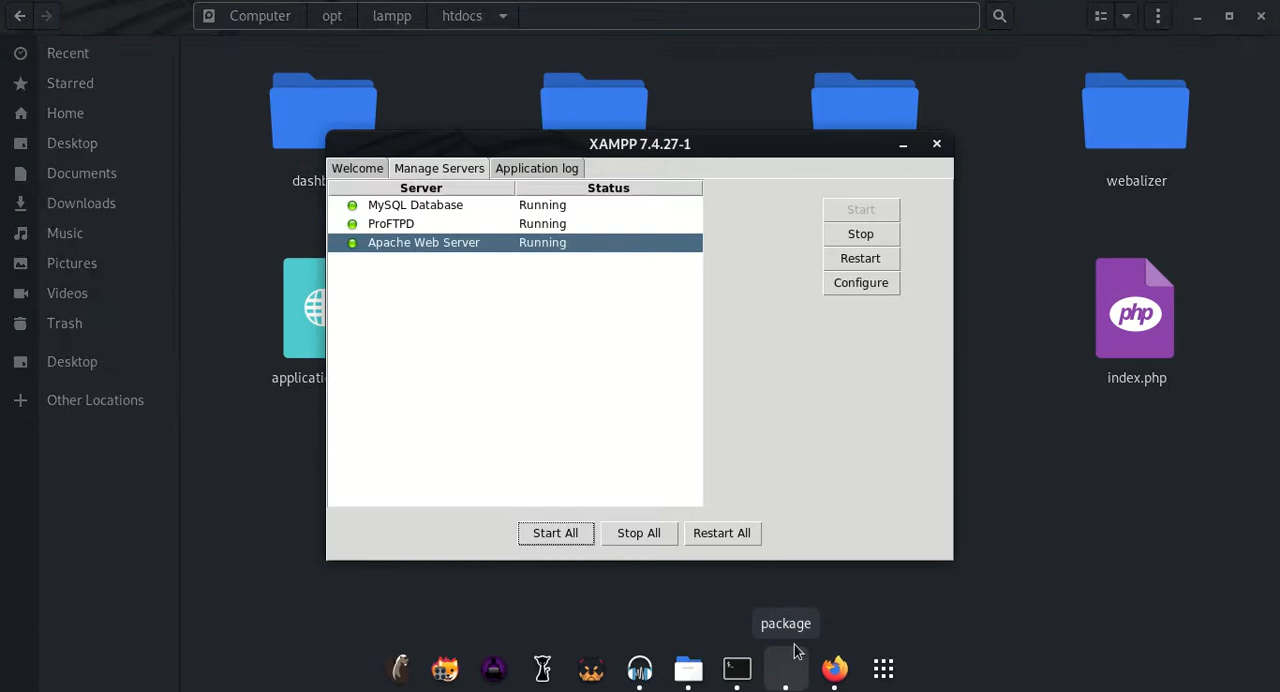 Computer opt lampp htdocs
Recent
Starred
Home
Desktop
Documents
Downloads
Music
Pictures
Videos
Trash
Desktop
Other Locations
webalizer
php
index.php
XAMPP 7.4.27-1
Welcome Manage Servers Application log
Server Status
MySQL Database Running
ProFTPD Running
Apache Web Server Running
Start
Stop
Restart
Configure
Start All Stop All Restart All
package